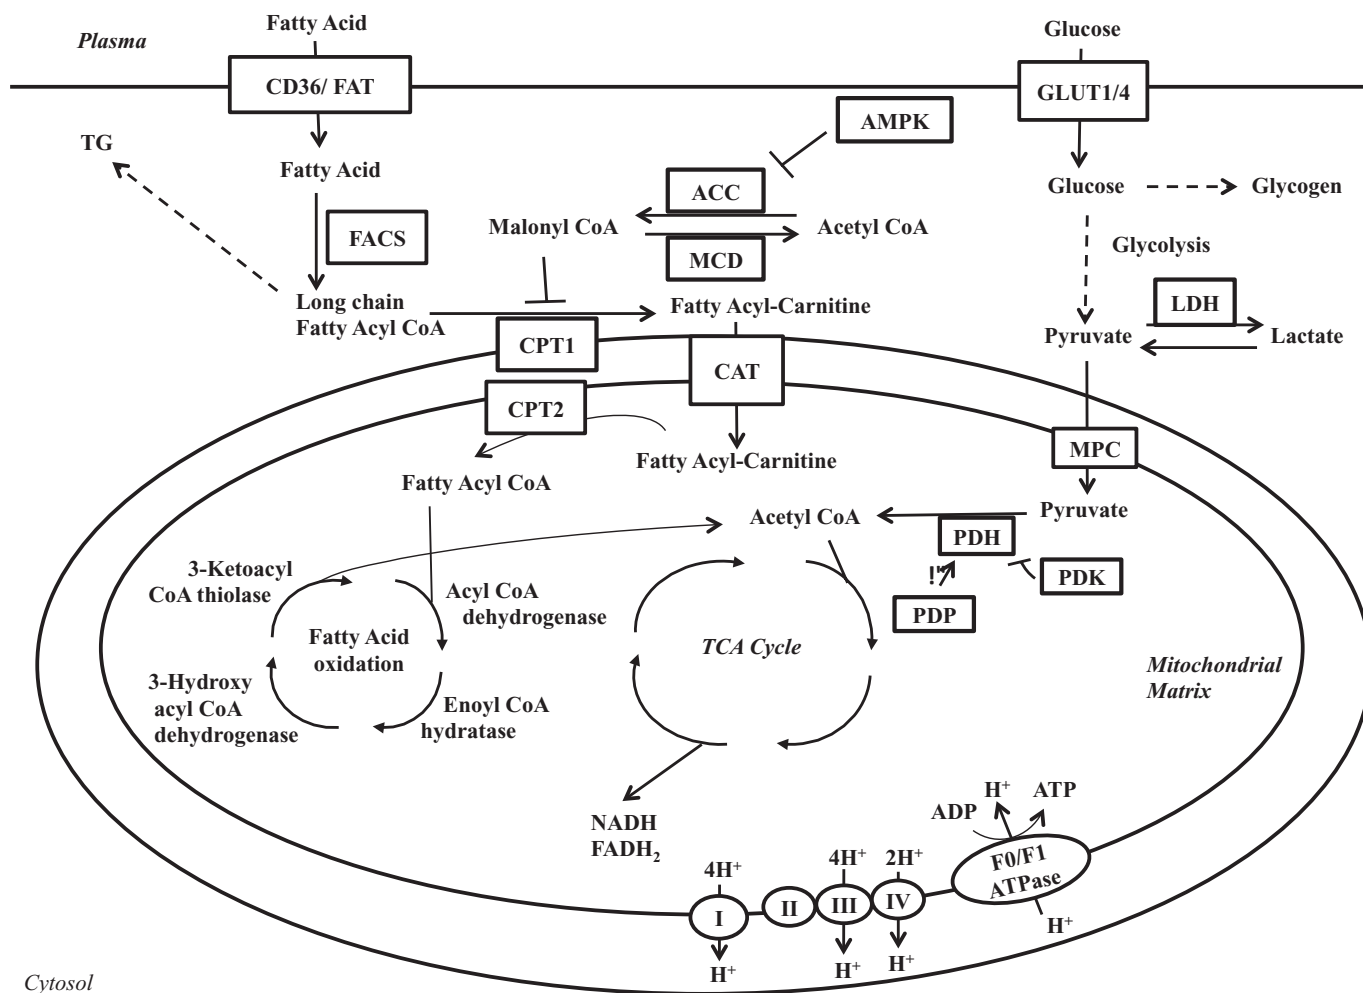 Plasma
Fatty Acid
Glucose
CD36/ FAT
GLUT1/4
AMPK
TG
Fatty Acid
ACC
Glucose
Glycogen
FACS
Malonyl CoA
Acetyl CoA
MCD
Glycolysis
Long chain
Fatty Acyl CoA
Fatty Acyl-Carnitine
LDH
CPT1
Pyruvate
Lactate
CAT
CPT2
MPC
Fatty Acyl-Carnitine
Fatty Acyl CoA
Acetyl CoA
Pyruvate
PDH
3-Ketoacyl
CoA thiolase
!"
PDK
Acyl CoA
dehydrogenase
PDP
Fatty Acid
oxidation
TCA Cycle
Mitochondrial
Matrix
3-Hydroxy
acyl CoA
dehydrogenase
Enoyl CoA
hydratase
NADH
FADH₂
ADP
H⁺
ATP
F0/F1
ATPase
4H⁺
4H⁺
2H⁺
I
II
III
IV
H⁺
H⁺
H⁺
H⁺
Cytosol